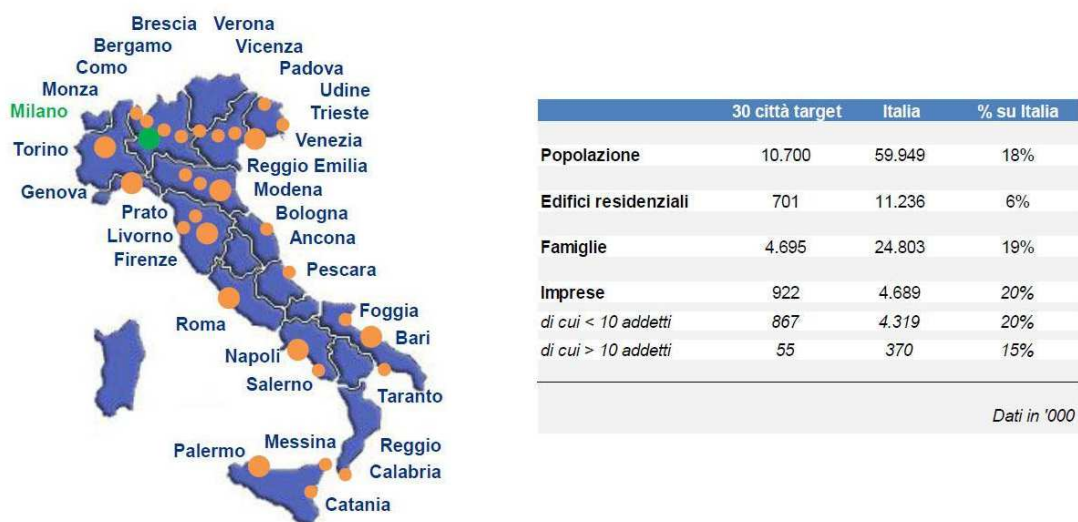 Brescia Verona
Bergamo Vicenza
Como Padova
Monza Udine
Milano Trieste
Torino Venezia
Reggio Emilia
Genova Modena
Prato Bologna
Livorno Ancona
Firenze
Pescara
Roma Foggia
Bari
Napoli
Salerno Taranto
Messina Reggio
Palermo Calabria
Catania
30 città target Italia % su Italia
Popolazione 10.700 59.949 18%
Edifici residenziali 701 11.236 6%
Famiglie 4.695 24.803 19%
Imprese 922 4.689 20%
di cui < 10 addetti 867 4.319 20%
di cui > 10 addetti 55 370 15%
Dati in '000